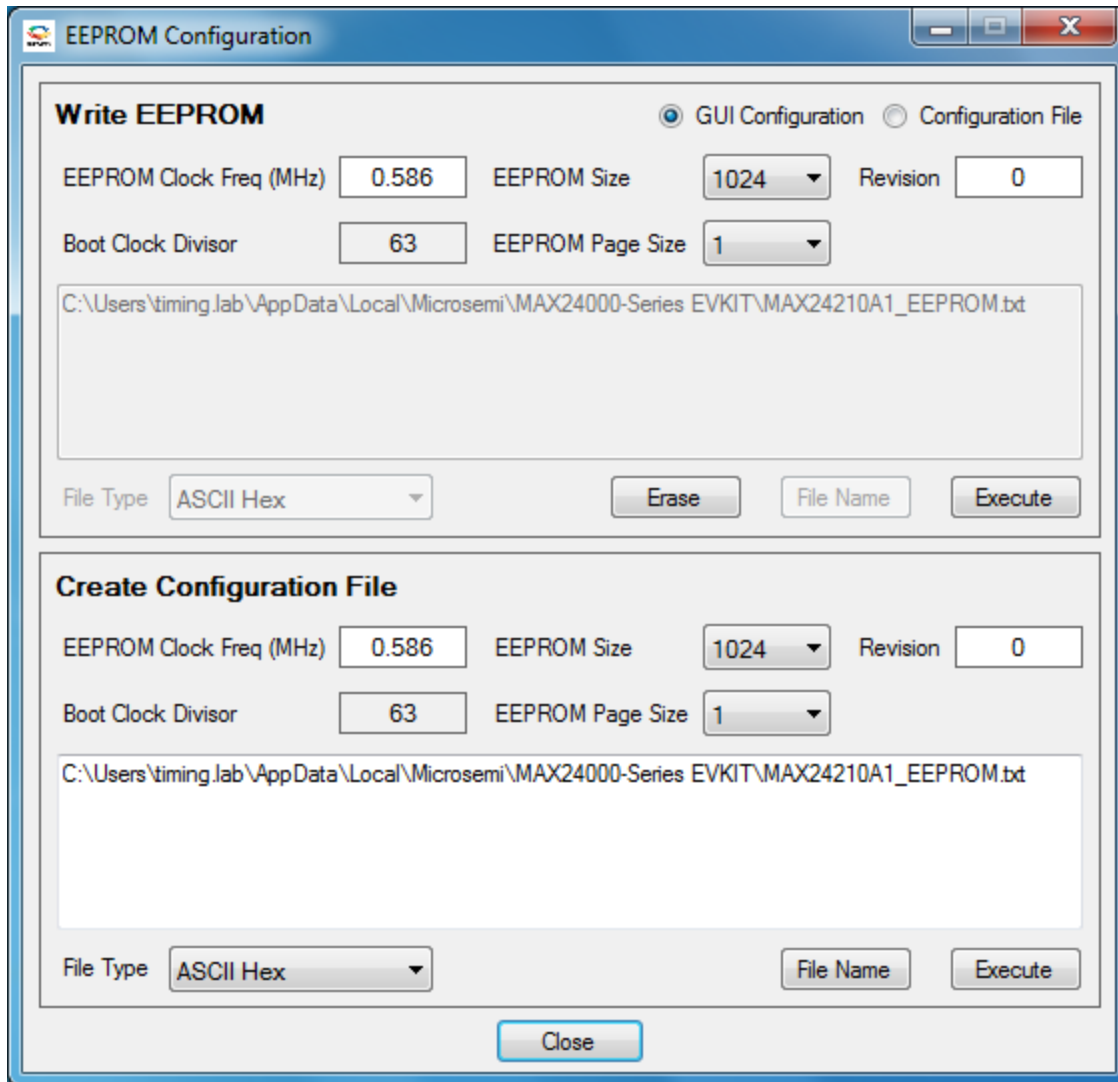 EEPROM Configuration
Write EEPROM GUI Configuration Configuration File
EEPROM Clock Freq (MHz) 0.586 EEPROM Size 1024 Revision 0
Boot Clock Divisor 63 EEPROM Page Size 1
C:\Users\timing.lab\AppData\Local\Microsemi\MAX24000-Series EVKIT\MAX24210A1_EEPROM.txt
File Type ASCII Hex Erase File Name Execute
Create Configuration File
EEPROM Clock Freq (MHz) 0.586 EEPROM Size 1024 Revision 0
Boot Clock Divisor 63 EEPROM Page Size 1
C:\Users\timing.lab\AppData\Local\Microsemi\MAX24000-Series EVKIT\MAX24210A1_EEPROM.txt
File Type ASCII Hex File Name Execute
Close